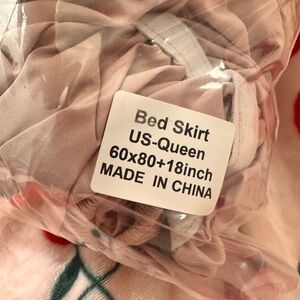 Bed Skirt
US-Queen
60x80+18inch
MADE IN CHINA